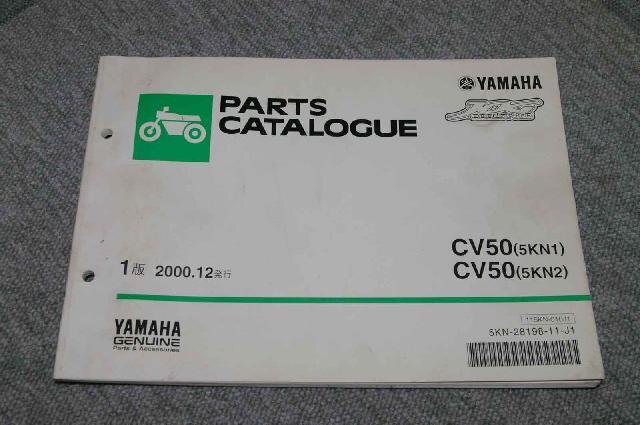 YAMAHA
PARTS
CATALOGUE
CV50(5KN1)
CV50(5KN2)
1版 2000.12発行
YAMAHA
GENUINE
Parts & Accessories
5KN-28198-11-J1